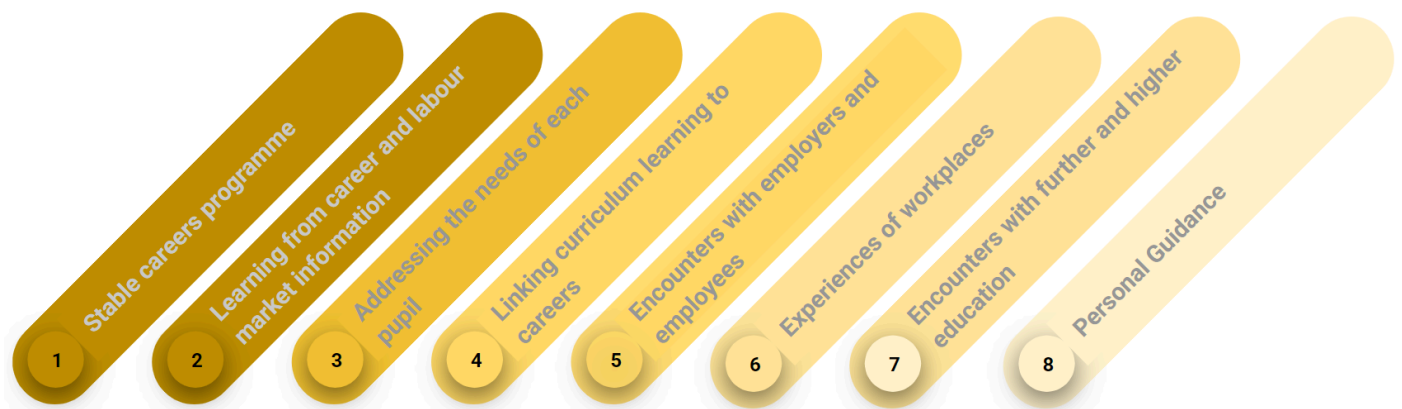 1
Stable careers programme
2
Learning from career and labour
market information
3
Addressing the needs of each
pupil
4
Linking curriculum learning to
careers
5
Encounters with employers and
employees
6
Experiences of workplaces
7
Encounters with further and higher
education
8
Personal Guidance